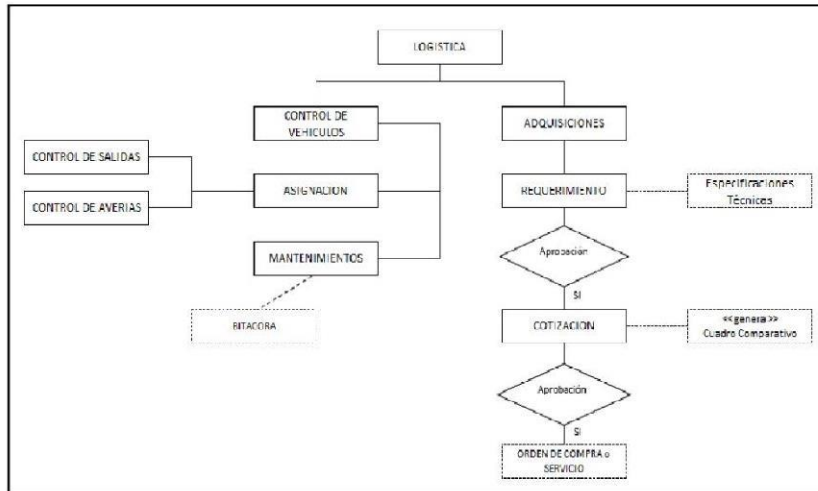 LOGISTICA
CONTROL DE
VEHICULOS
ADQUISICIONES
CONTROL DE SALIDAS
ASIGNACION
REQUERIMIENTO
Especificaciones
Técnices
CONTROL DE AVERIAS
MANTENIMIENTOS
Aprobación
SI
BITACORA
COTIZACION
<<genera>>
Cuadro Comparativo
Aprobación
SI
ORDEN DE COMPRA o
SERVICIO